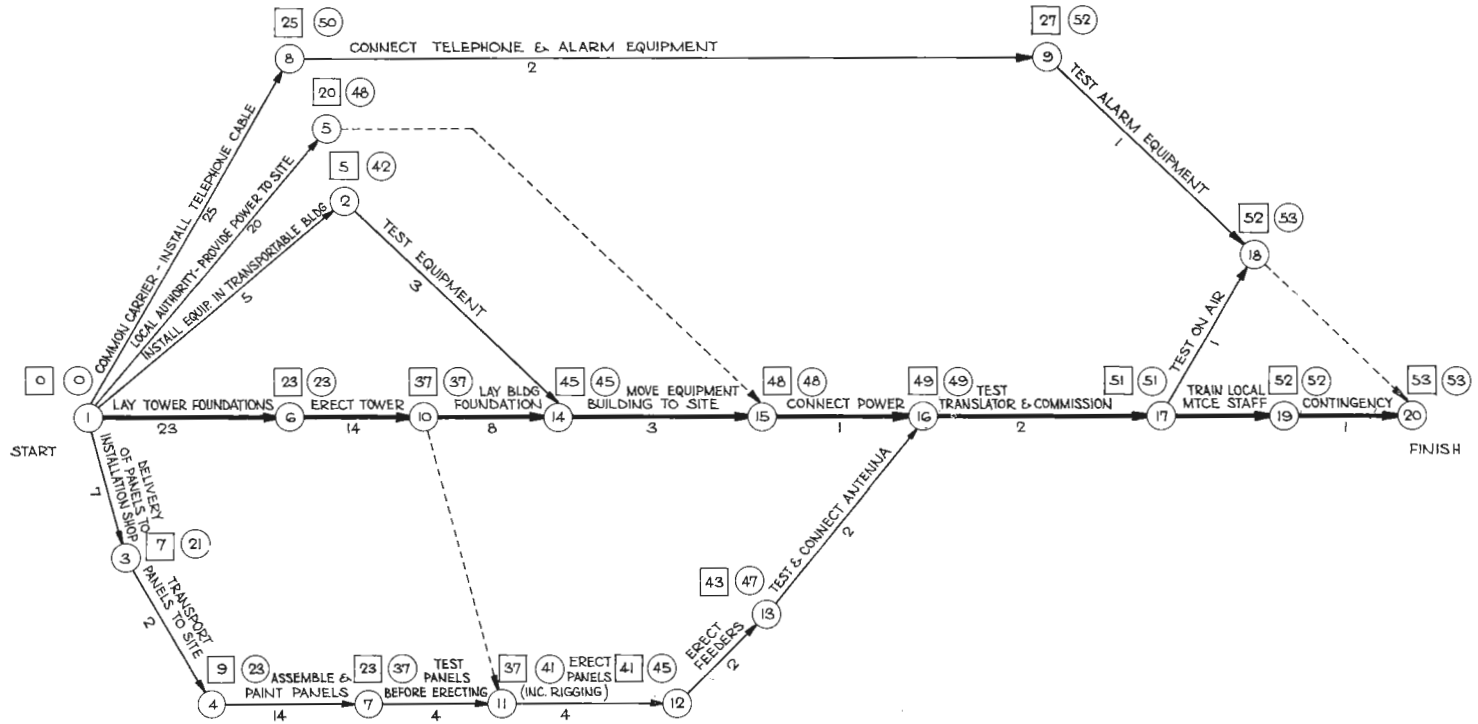 25 50
27 52
CONNECT TELEPHONE & ALARM EQUIPMENT
8
9
2
20 48
5
TEST ALARM EQUIPMENT
1
COMMON CARRIER - INSTALL TELEPHONE CABLE
25
LOCAL AUTHORITY - PROVIDE POWER TO SITE
20
INSTALL EQUIP. IN TRANSPORTABLE BLDG
5
5 42
2
TEST EQUIPMENT
3
52 53
18
TEST ON AIR
1
0 0
1
START
LAY TOWER FOUNDATIONS
23
23 23
6
ERECT TOWER
14
37 37
10
LAY BLDG
FOUNDATION
8
45 45
14
MOVE EQUIPMENT
BUILDING TO SITE
3
48 48
15
CONNECT POWER
1
49 49
16
TEST
TRANSLATOR & COMMISSION
2
51 51
17
TRAIN LOCAL
MTCE STAFF
1
52 52
19
CONTINGENCY
1
53 53
20
FINISH
DELIVERY
OF PANELS TO
INSTALLATION SHOP
7
7 21
3
TRANSPORT
PANELS TO SITE
2
9 23
4
ASSEMBLE &
PAINT PANELS
14
23 37
7
TEST
PANELS
BEFORE ERECTING
4
37 41
11
ERECT
PANELS
(INC. RIGGING)
4
41 45
12
ERECT
FEEDERS
2
43 47
13
TEST & CONNECT ANTENNA
2